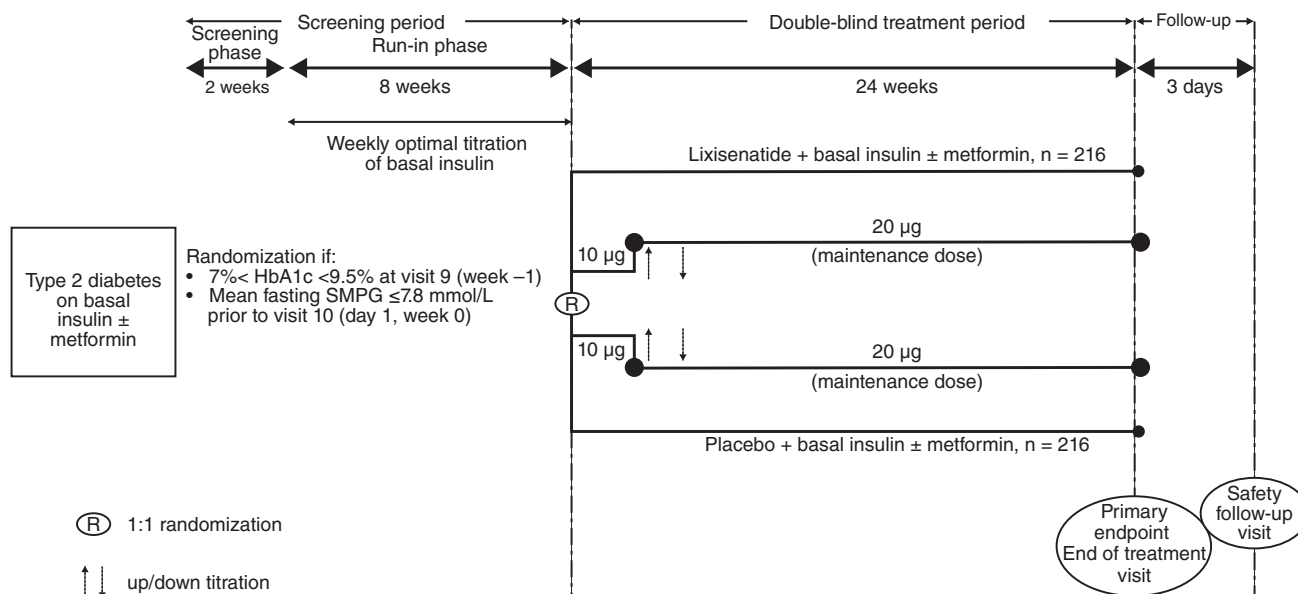 Screening period
Double-blind treatment period
Follow-up
Screening
phase
Run-in phase
2 weeks
8 weeks
24 weeks
3 days
Weekly optimal titration
of basal insulin
Lixisenatide + basal insulin ± metformin, n = 216
Type 2 diabetes
on basal
insulin ±
metformin
Randomization if:
• 7%< HbA1c <9.5% at visit 9 (week –1)
• Mean fasting SMPG ≤7.8 mmol/L
prior to visit 10 (day 1, week 0)
R
10 µg
20 µg
(maintenance dose)
10 µg
20 µg
(maintenance dose)
Placebo + basal insulin ± metformin, n = 216
Primary
endpoint
End of treatment
visit
Safety
follow-up
visit
R 1:1 randomization
up/down titration